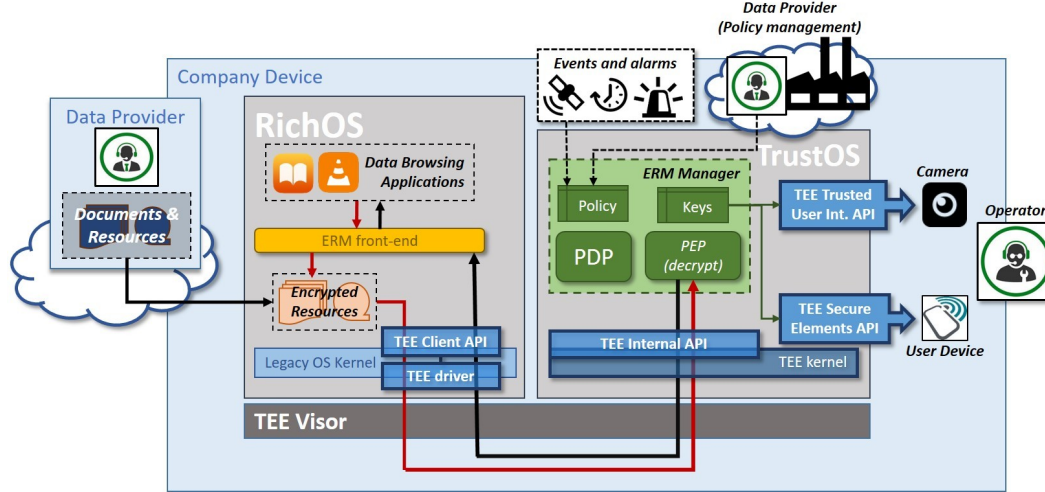 Data Provider
(Policy management)
Company Device
Events and alarms
Data Provider
Documents &
Resources
RichOS
Data Browsing
Applications
ERM front-end
Encrypted
Resources
TEE Client API
Legacy OS Kernel
TEE driver
TrustOS
ERM Manager
Policy
Keys
PDP
PEP
(decrypt)
TEE Trusted
User Int. API
TEE Secure
Elements API
TEE Internal API
TEE kernel
TEE Visor
Camera
Operator
User Device